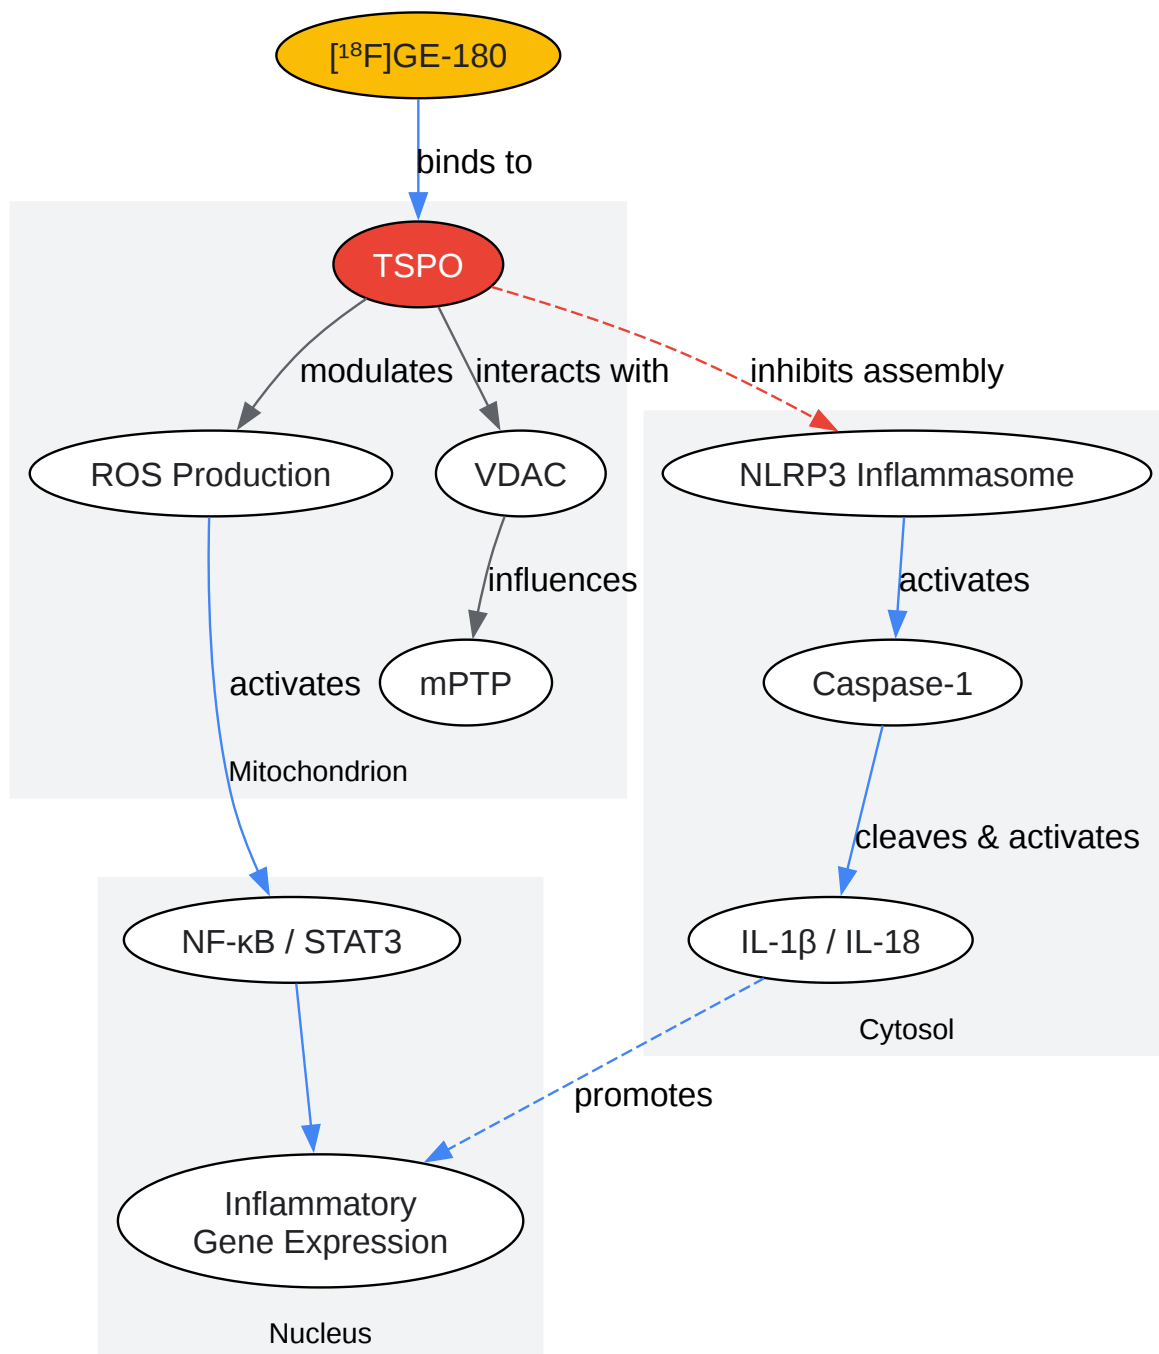 [¹⁸F]GE-180
binds to
TSPO
modulates
interacts with
inhibits assembly
ROS Production
VDAC
NLRP3 Inflammasome
influences
activates
activates
mPTP
Caspase-1
Mitochondrion
cleaves & activates
NF-κB / STAT3
IL-1β / IL-18
Cytosol
promotes
Inflammatory
Gene Expression
Nucleus